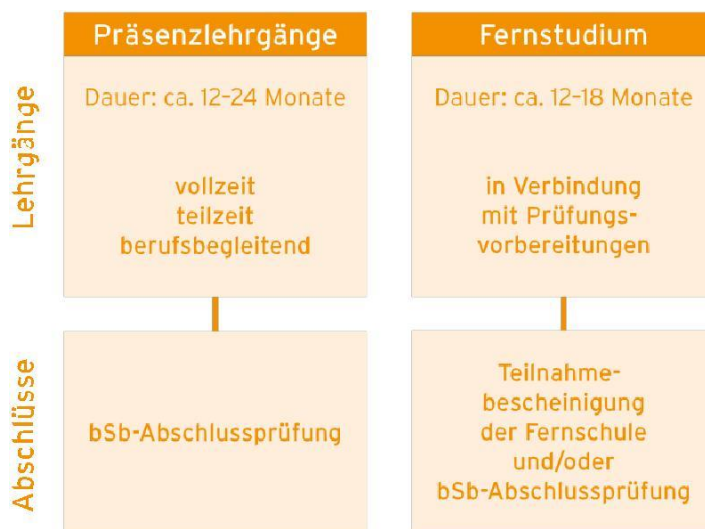 Lehrgänge
Präsenzlehrgänge
Dauer: ca. 12–24 Monate
vollzeit
teilzeit
berufsbegleitend
Fernstudium
Dauer: ca. 12–18 Monate
in Verbindung
mit Prüfungs-
vorbereitungen
Abschlüsse
bSb-Abschlussprüfung
Teilnahme-
bescheinigung
der Fernschule
und/oder
bSb-Abschlussprüfung